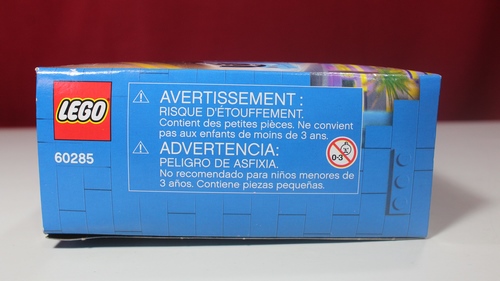 LEGO
60285
AVERTISSEMENT :
RISQUE D'ÉTOUFFEMENT.
Contient des petites pièces. Ne convient
pas aux enfants de moins de 3 ans.
ADVERTENCIA:
PELIGRO DE ASFIXIA.
No recomendado para niños menores de
3 años. Contiene piezas pequeñas.
0-3